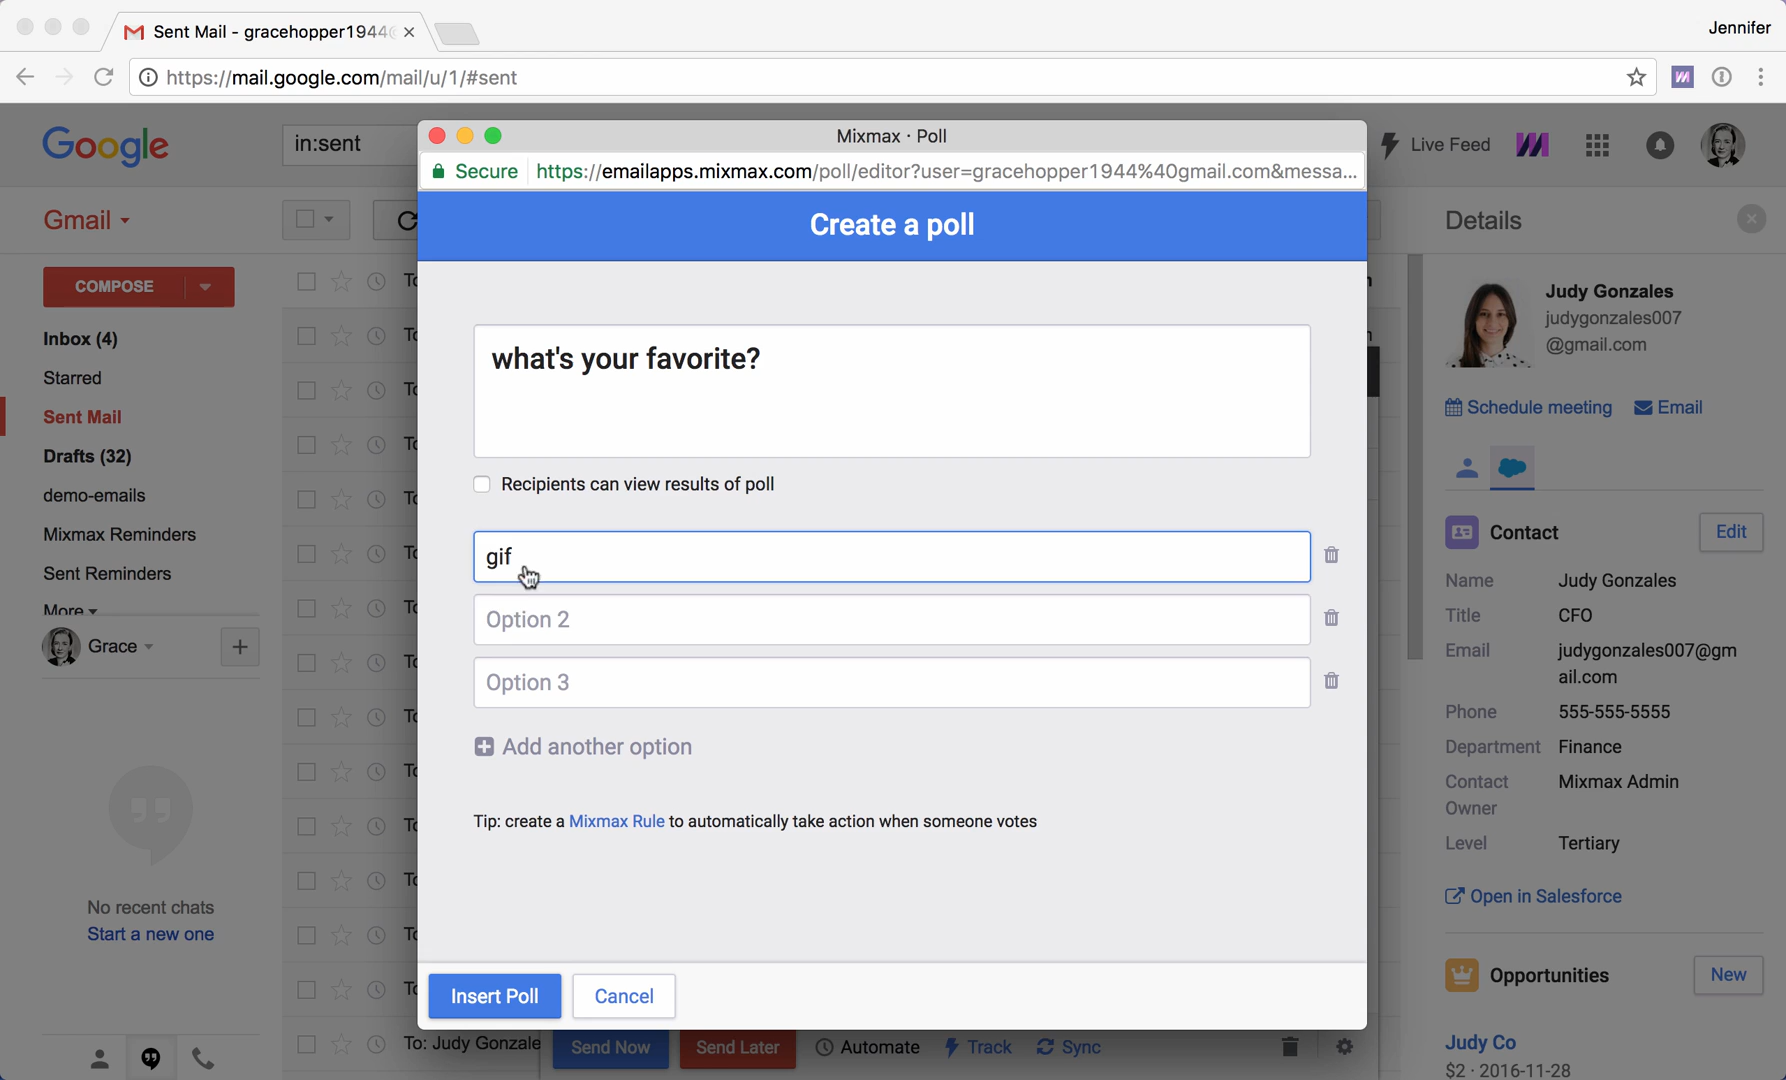 Sent Mail - gracehopper1944
Jennifer
https://mail.google.com/mail/u/1/#sent
Google
in:sent
Live Feed
Gmail
COMPOSE
Inbox (4)
Starred
Sent Mail
Drafts (32)
demo-emails
Mixmax Reminders
Sent Reminders
More
Grace
No recent chats
Start a new one
Mixmax · Poll
Secure
https://emailapps.mixmax.com/poll/editor?user=gracehopper1944%40gmail.com&messa...
Create a poll
what's your favorite?
Recipients can view results of poll
gif
Option 2
Option 3
Add another option
Tip: create a Mixmax Rule to automatically take action when someone votes
Insert Poll
Cancel
To: Judy Gonzale
Send Now
Send Later
Automate
Track
Sync
Details
Judy Gonzales
judygonzales007
@gmail.com
Schedule meeting
Email
Contact
Edit
Name Judy Gonzales
Title CFO
Email judygonzales007@gm
ail.com
Phone 555-555-5555
Department Finance
Contact Mixmax Admin
Owner
Level Tertiary
Open in Salesforce
Opportunities
New
Judy Co
$2 · 2016-11-28